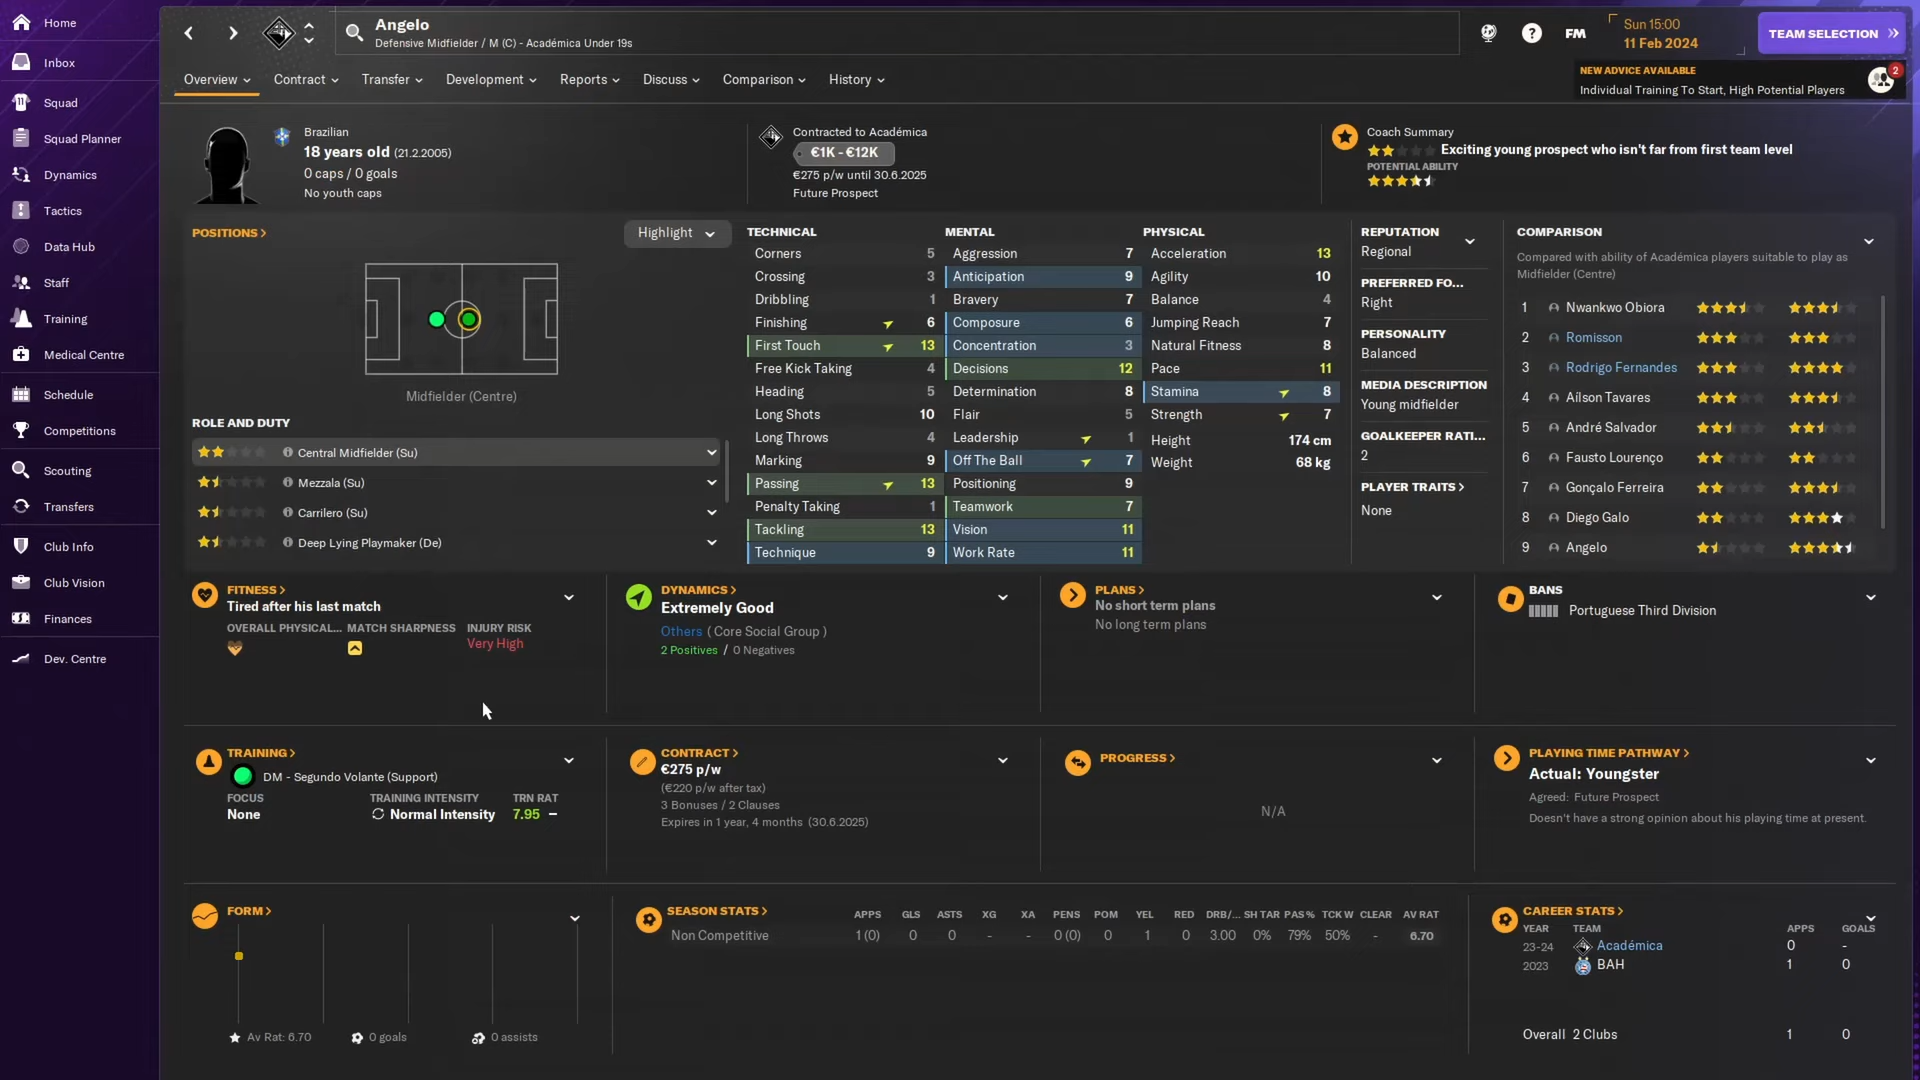 Home
Inbox
Squad
Squad Planner
Dynamics
Tactics
Data Hub
Staff
Training
Medical Centre
Schedule
Competitions
Scouting
Transfers
Club Info
Club Vision
Finances
Dev. Centre
Angelo
Defensive Midfielder / M (C) - Académica Under 19s
FM
Sun 15:00
11 Feb 2024
TEAM SELECTION
Overview
Contract
Transfer
Development
Reports
Discuss
Comparison
History
NEW ADVICE AVAILABLE
Individual Training To Start, High Potential Players
2
Brazilian
18 years old (21.2.2005)
0 caps / 0 goals
No youth caps
Contracted to Académica
€1K - €12K
€275 p/w until 30.6.2025
Future Prospect
Coach Summary
Exciting young prospect who isn't far from first team level
POTENTIAL ABILITY
POSITIONS >
Highlight
Midfielder (Centre)
ROLE AND DUTY
Central Midfielder (Su)
Mezzala (Su)
Carrilero (Su)
Deep Lying Playmaker (De)
TECHNICAL
Corners 5
Crossing 3
Dribbling 1
Finishing 6
First Touch 13
Free Kick Taking 4
Heading 5
Long Shots 10
Long Throws 4
Marking 9
Passing 13
Penalty Taking 1
Tackling 13
Technique 9
MENTAL
Aggression 7
Anticipation 9
Bravery 7
Composure 6
Concentration 3
Decisions 12
Determination 8
Flair 5
Leadership 1
Off The Ball 7
Positioning 9
Teamwork 7
Vision 11
Work Rate 11
PHYSICAL
Acceleration 13
Agility 10
Balance 4
Jumping Reach 7
Natural Fitness 8
Pace 11
Stamina 8
Strength 7
Height 174 cm
Weight 68 kg
REPUTATION
Regional
PREFERRED FO...
Right
PERSONALITY
Balanced
MEDIA DESCRIPTION
Young midfielder
GOALKEEPER RATI...
2
PLAYER TRAITS >
None
COMPARISON
Compared with ability of Académica players suitable to play as
Midfielder (Centre)
1 Nwankwo Obiora
2 Romisson
3 Rodrigo Fernandes
4 Aílson Tavares
5 André Salvador
6 Fausto Lourenço
7 Gonçalo Ferreira
8 Diego Galo
9 Angelo
FITNESS >
Tired after his last match
OVERALL PHYSICAL... MATCH SHARPNESS INJURY RISK
Very High
DYNAMICS >
Extremely Good
Others ( Core Social Group )
2 Positives / 0 Negatives
PLANS >
No short term plans
No long term plans
BANS
Portuguese Third Division
TRAINING >
DM - Segundo Volante (Support)
FOCUS TRAINING INTENSITY TRN RAT
None Normal Intensity 7.95 –
CONTRACT >
€275 p/w
(€220 p/w after tax)
3 Bonuses / 2 Clauses
Expires in 1 year, 4 months (30.6.2025)
PROGRESS >
N/A
PLAYING TIME PATHWAY >
Actual: Youngster
Agreed: Future Prospect
Doesn't have a strong opinion about his playing time at present.
FORM >
Av Rat: 6.70 0 goals 0 assists
SEASON STATS > APPS GLS ASTS XG XA PENS POM YEL RED DRB/... SH TAR PAS % TCK W CLEAR AV RAT
Non Competitive 1 (0) 0 0 - - 0 (0) 0 1 0 3.00 0% 79% 50% - 6.70
CAREER STATS >
YEAR TEAM APPS GOALS
23-24 Académica 0 -
2023 BAH 1 0
Overall 2 Clubs 1 0